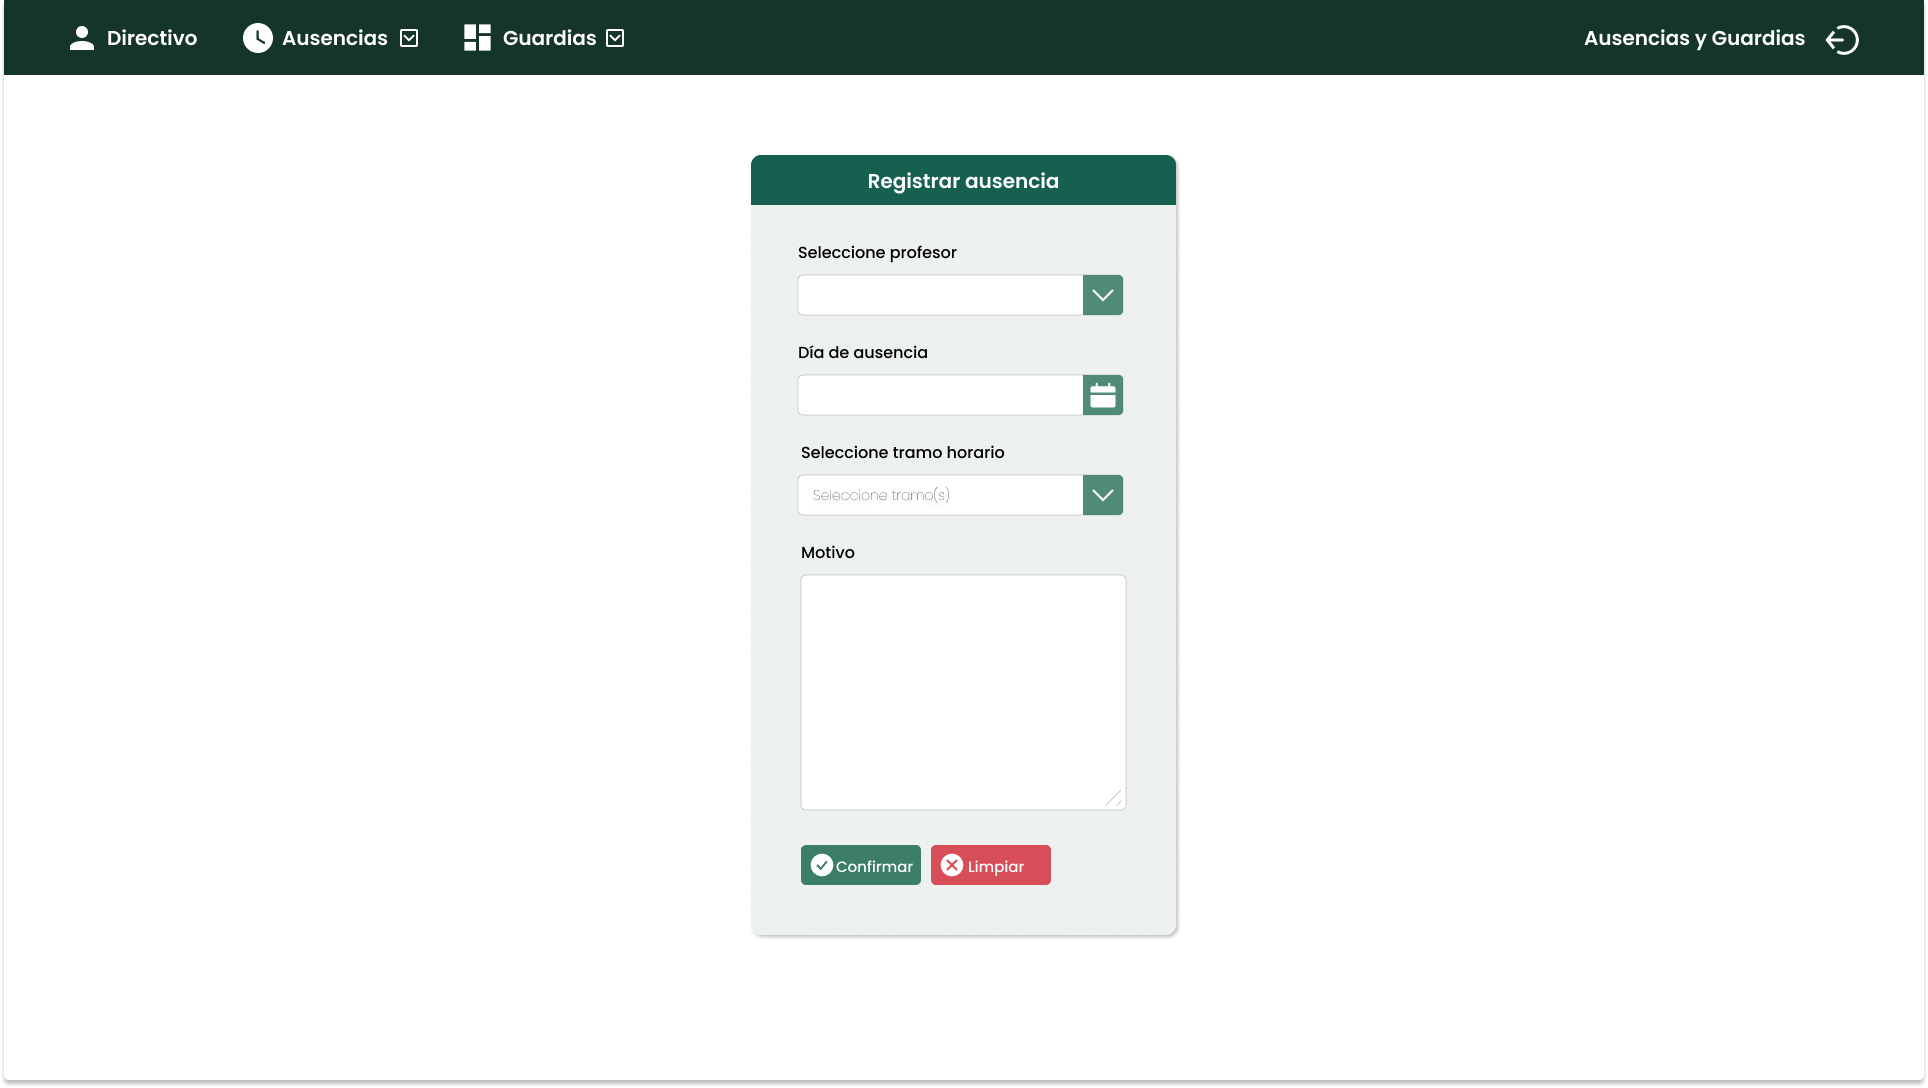 Directivo Ausencias Guardias Ausencias y Guardias
Registrar ausencia
Seleccione profesor
Día de ausencia
Seleccione tramo horario
Seleccione tramo(s)
Motivo
Confirmar Limpiar